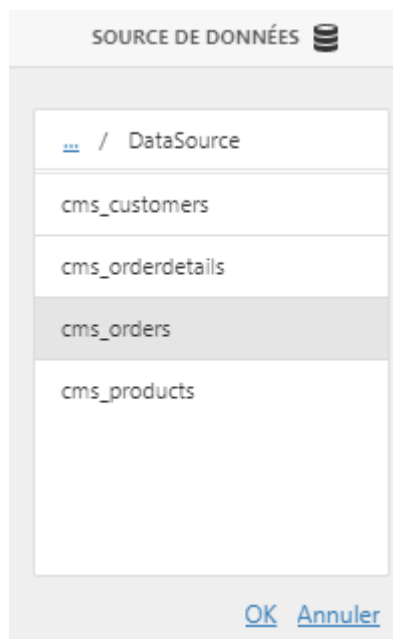 SOURCE DE DONNÉES
... / DataSource
cms_customers
cms_orderdetails
cms_orders
cms_products
OK Annuler